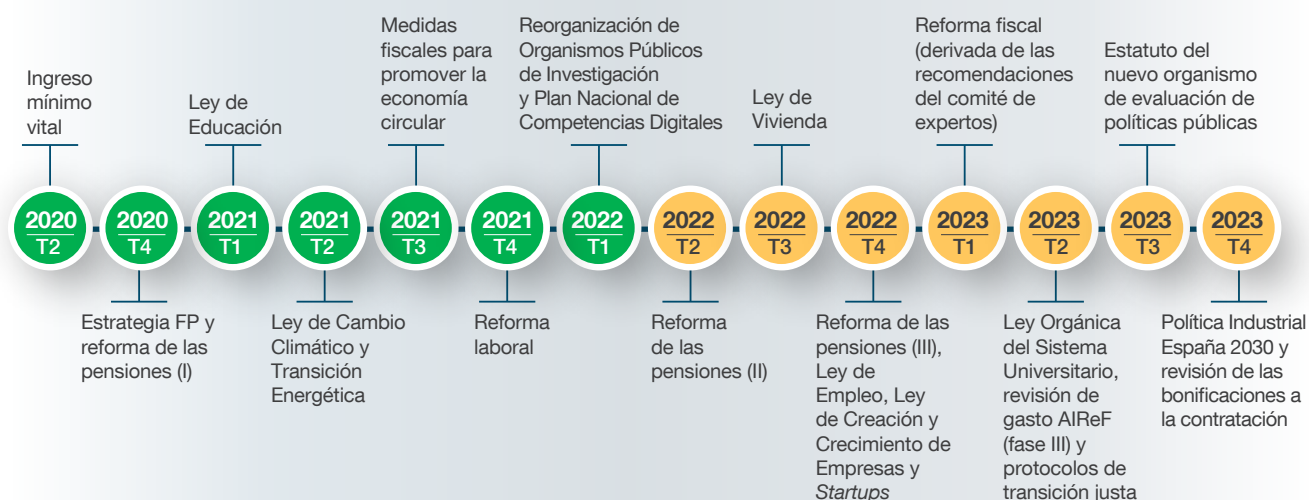 Ingreso
mínimo
vital
2020
T2
Estrategia FP y
reforma de las
pensiones (I)
2020
T4
Ley de
Educación
2021
T1
Ley de Cambio
Climático y
Transición
Energética
2021
T2
Medidas
fiscales para
promover la
economía
circular
2021
T3
Reforma
laboral
2021
T4
Reorganización de
Organismos Públicos
de Investigación
y Plan Nacional de
Competencias Digitales
2022
T1
Reforma
de las
pensiones (II)
2022
T2
Ley de
Vivienda
2022
T3
Reforma de las
pensiones (III),
Ley de
Empleo, Ley
de Creación y
Crecimiento de
Empresas y
Startups
2022
T4
Reforma fiscal
(derivada de las
recomendaciones
del comité de
expertos)
2023
T1
Ley Orgánica
del Sistema
Universitario,
revisión de
gasto AIReF
(fase III) y
protocolos de
transición justa
2023
T2
Estatuto del
nuevo organismo
de evaluación de
políticas públicas
2023
T3
Política Industrial
España 2030 y
revisión de las
bonificaciones a
la contratación
2023
T4